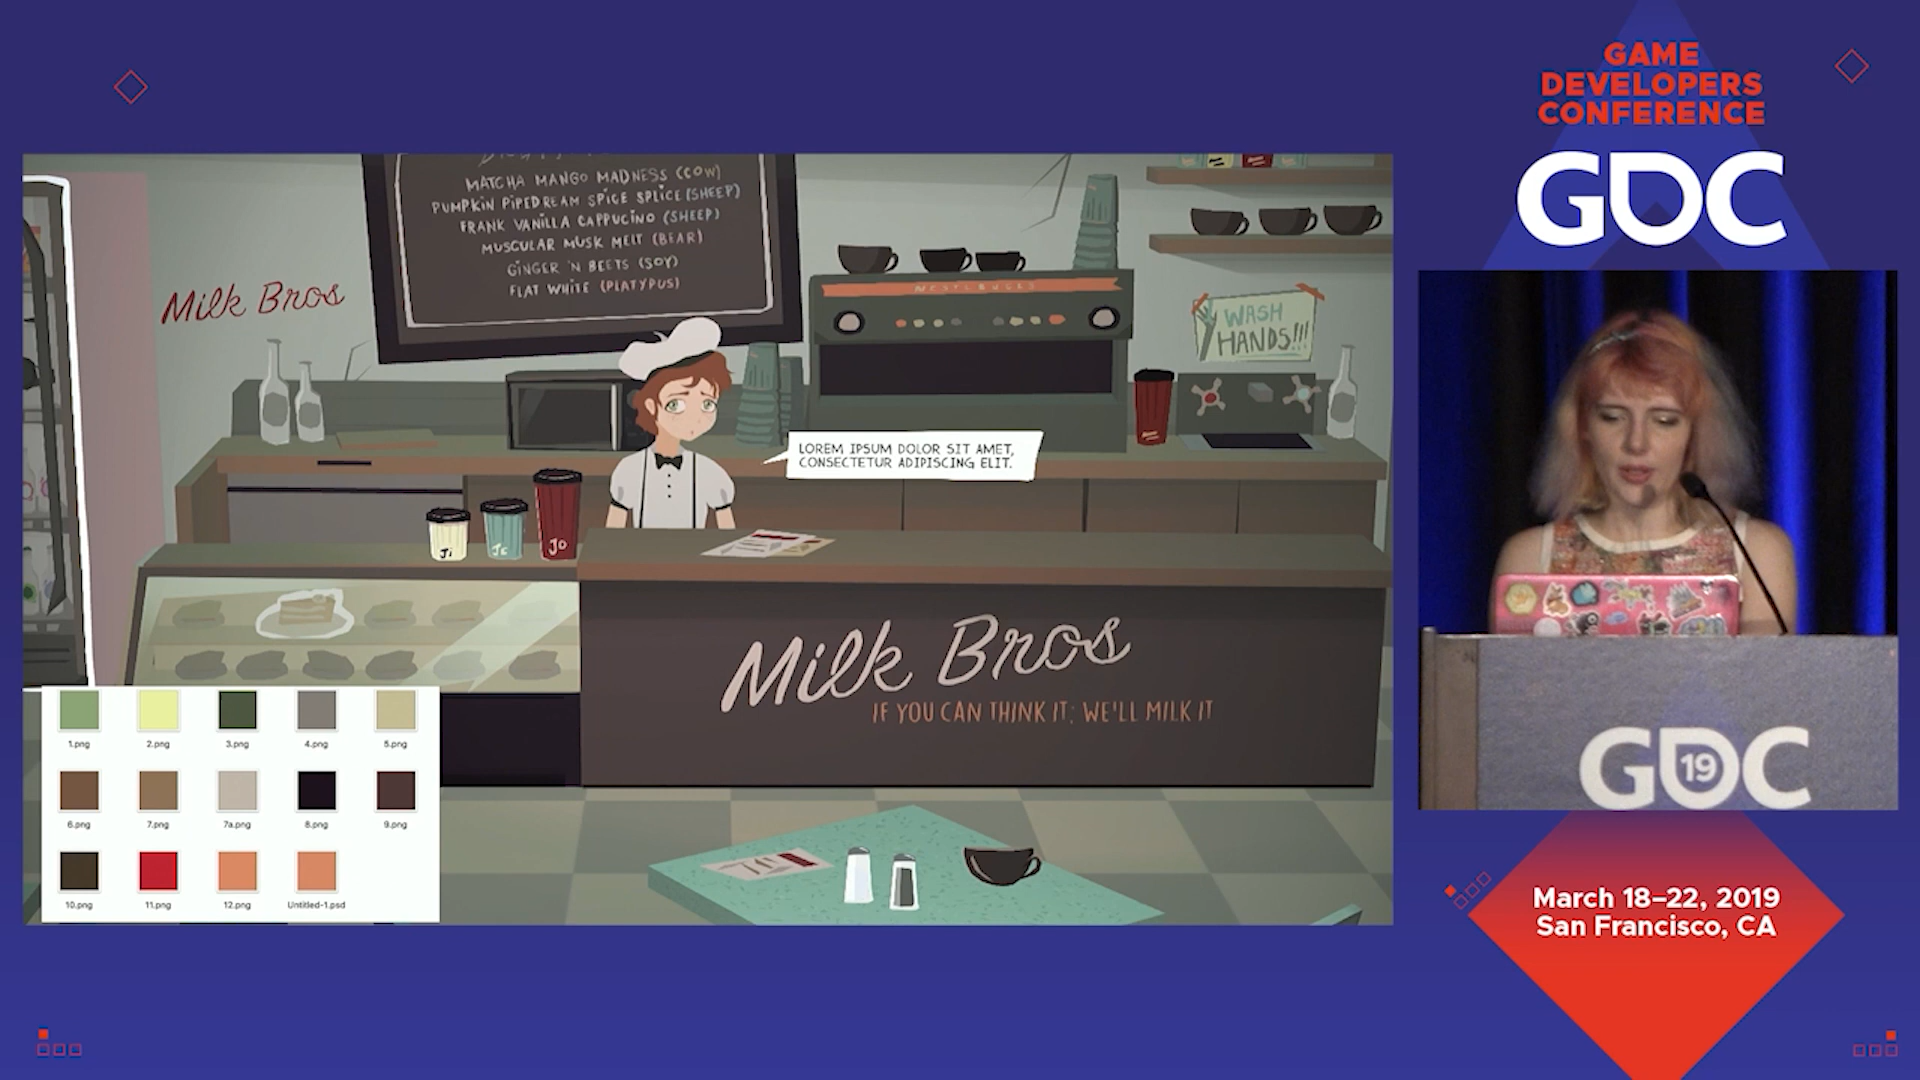 GAME
DEVELOPERS
CONFERENCE
GDC
MATCHA MANGO MADNESS (COW)
PUMPKIN PIPEDREAM SPICE SPLICE (SHEEP)
FRANK VANILLA CAPPUCINO (SHEEP)
MUSCULAR MUSK MELT (BEAR)
GINGER 'N BEETS (SOY)
FLAT WHITE (PLATYPUS)
Milk Bros
WASH
HANDS!!!
LOREM IPSUM DOLOR SIT AMET,
CONSECTETUR ADIPISCING ELIT.
Ji
Jo
Milk Bros
IF YOU CAN THINK IT; WE'LL MILK IT
1.png 2.png 3.png 4.png 5.png
6.png 7.png 7a.png 8.png 9.png
10.png 11.png 12.png Untitled-1.psd
GDC
19
March 18–22, 2019
San Francisco, CA